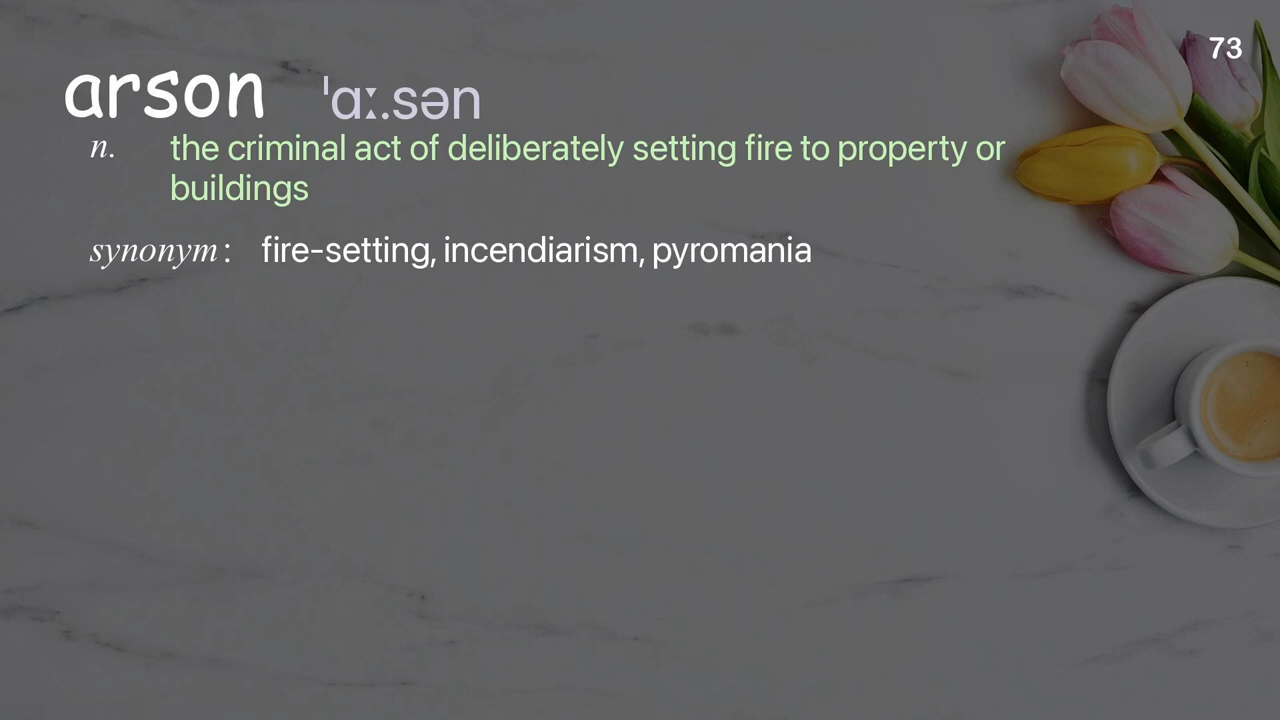 73
arson ˈɑː.sən
n. the criminal act of deliberately setting fire to property or
buildings
synonym: fire-setting, incendiarism, pyromania